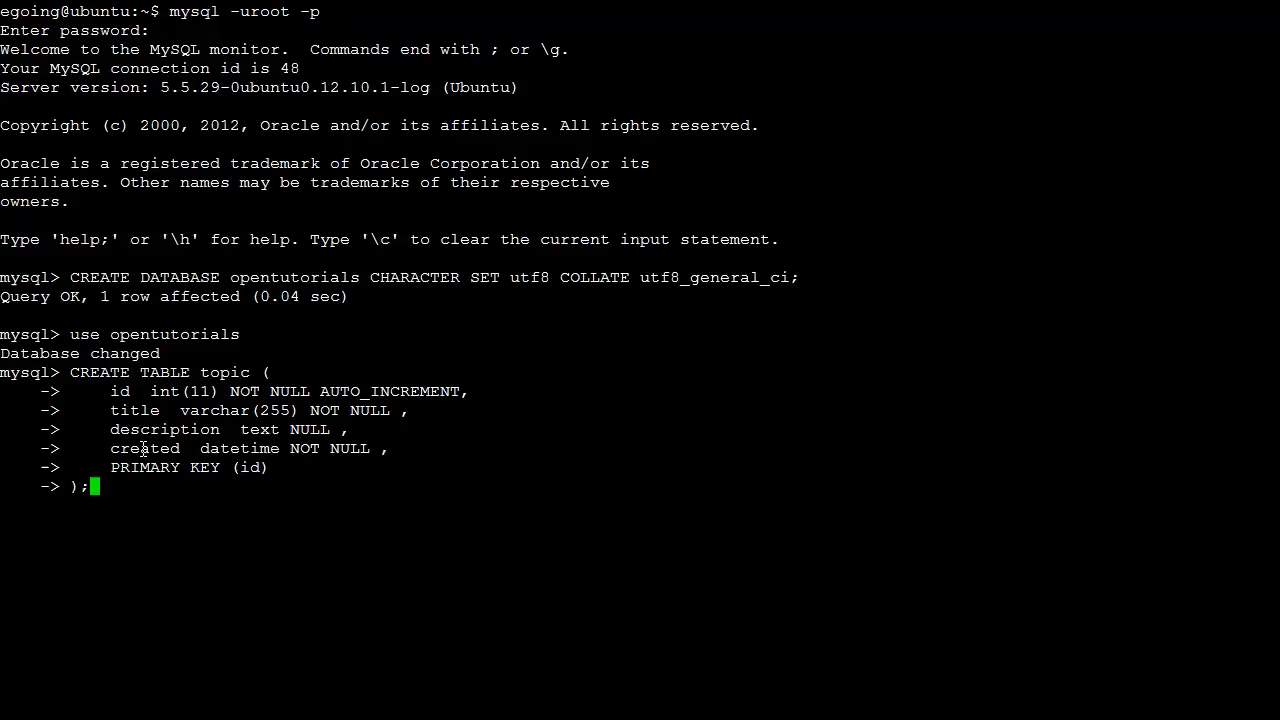 egoing@ubuntu:~$ mysql -uroot -p
Enter password:
Welcome to the MySQL monitor.  Commands end with ; or \g.
Your MySQL connection id is 48
Server version: 5.5.29-0ubuntu0.12.10.1-log (Ubuntu)
Copyright (c) 2000, 2012, Oracle and/or its affiliates. All rights reserved.
Oracle is a registered trademark of Oracle Corporation and/or its
affiliates. Other names may be trademarks of their respective
owners.
Type 'help;' or '\h' for help. Type '\c' to clear the current input statement.
mysql> CREATE DATABASE opentutorials CHARACTER SET utf8 COLLATE utf8_general_ci;
Query OK, 1 row affected (0.04 sec)
mysql> use opentutorials
Database changed
mysql> CREATE TABLE topic (
    ->     id  int(11) NOT NULL AUTO_INCREMENT,
    ->     title  varchar(255) NOT NULL ,
    ->     description  text NULL ,
    ->     created  datetime NOT NULL ,
    ->     PRIMARY KEY (id)
    -> );